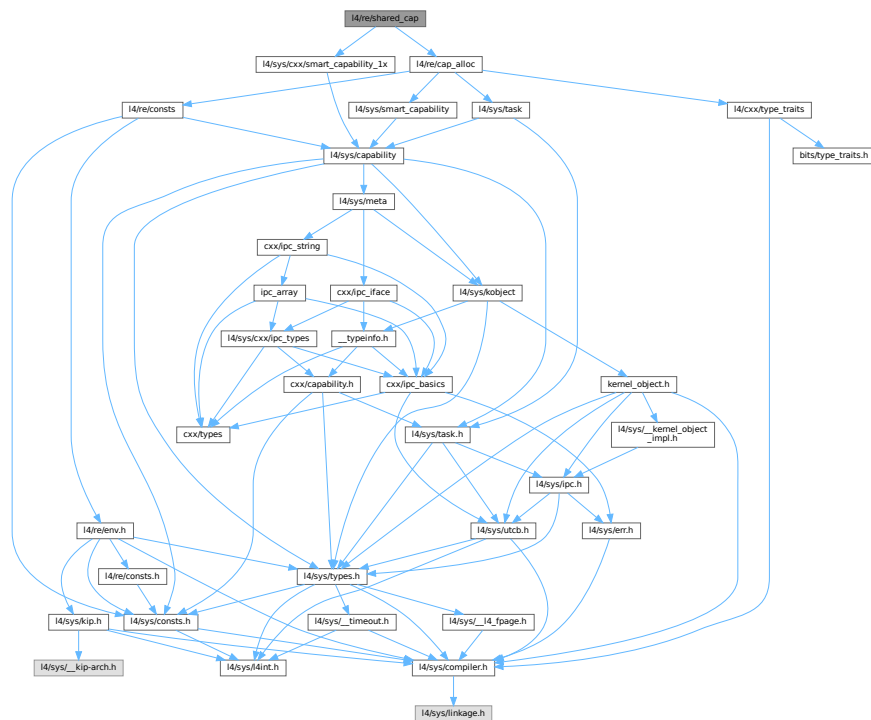 l4/re/shared_cap
l4/sys/cxx/smart_capability_1x
l4/re/cap_alloc
l4/re/consts
l4/sys/smart_capability
l4/sys/task
l4/cxx/type_traits
l4/sys/capability
bits/type_traits.h
l4/sys/meta
cxx/ipc_string
ipc_array
cxx/ipc_iface
l4/sys/kobject
l4/sys/cxx/ipc_types
__typeinfo.h
cxx/capability.h
cxx/ipc_basics
kernel_object.h
cxx/types
l4/sys/task.h
l4/sys/__kernel_object
_impl.h
l4/sys/ipc.h
l4/re/env.h
l4/sys/utcb.h
l4/sys/err.h
l4/re/consts.h
l4/sys/types.h
l4/sys/kip.h
l4/sys/consts.h
l4/sys/__timeout.h
l4/sys/__l4_fpage.h
l4/sys/__kip-arch.h
l4/sys/l4int.h
l4/sys/compiler.h
l4/sys/linkage.h